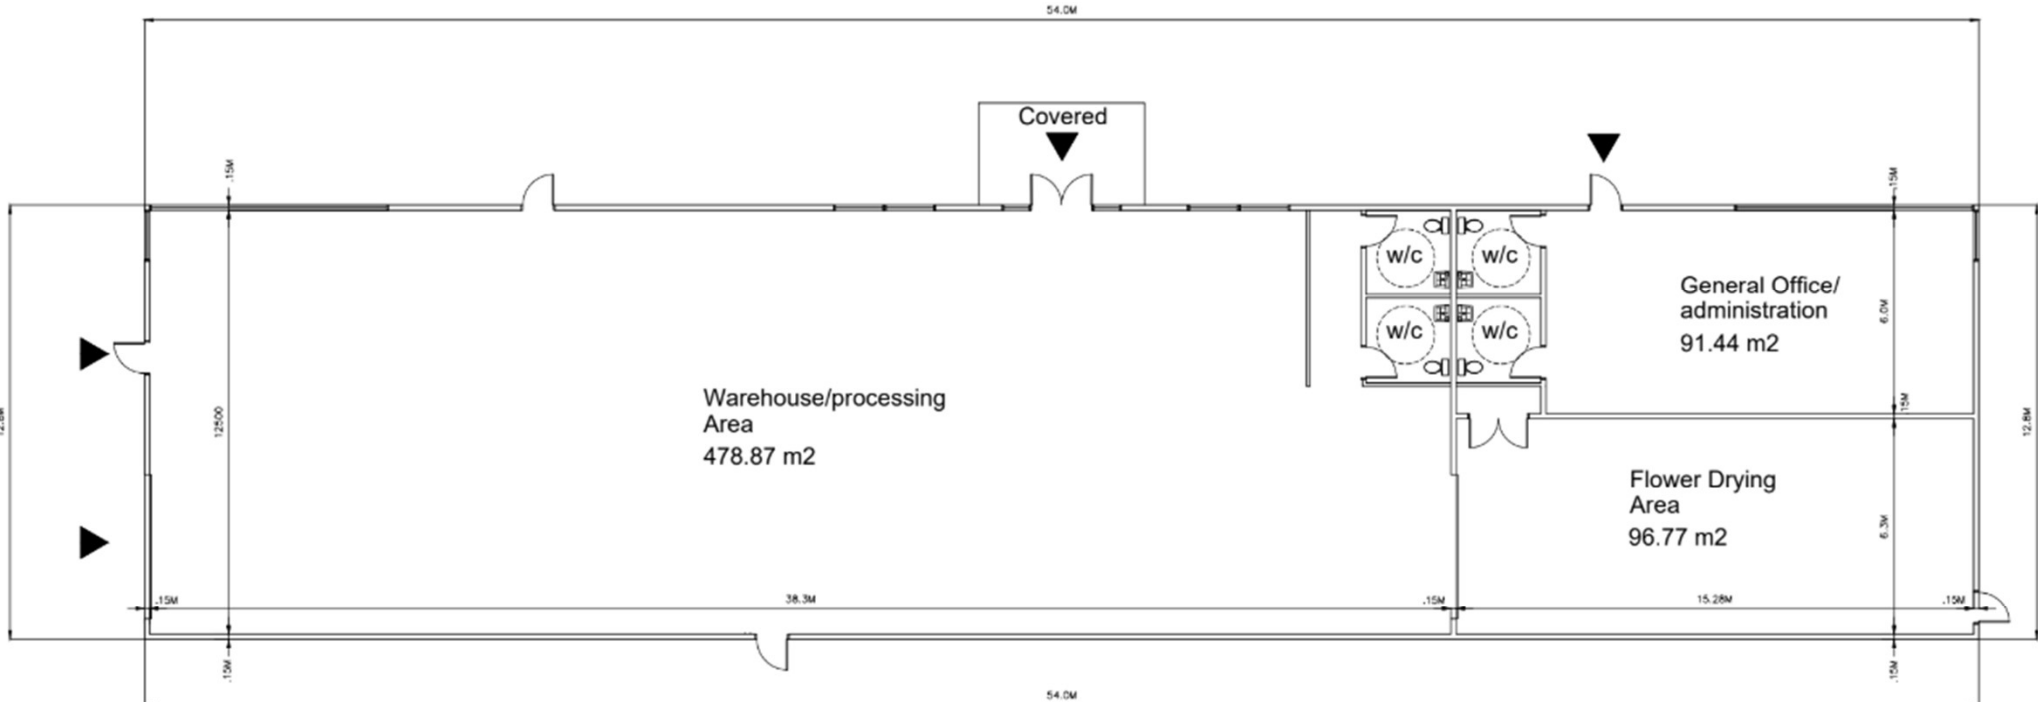 54.0M
Covered
.15M
.15M
w/c
w/c
General Office/
administration
91.44 m2
6.0M
w/c
w/c
Warehouse/processing
Area
478.87 m2
12500
.15M
12.8M
12.8M
Flower Drying
Area
96.77 m2
6.3M
.15M
38.3M
.15M
15.28M
.15M
.15M
.15M
54.0M